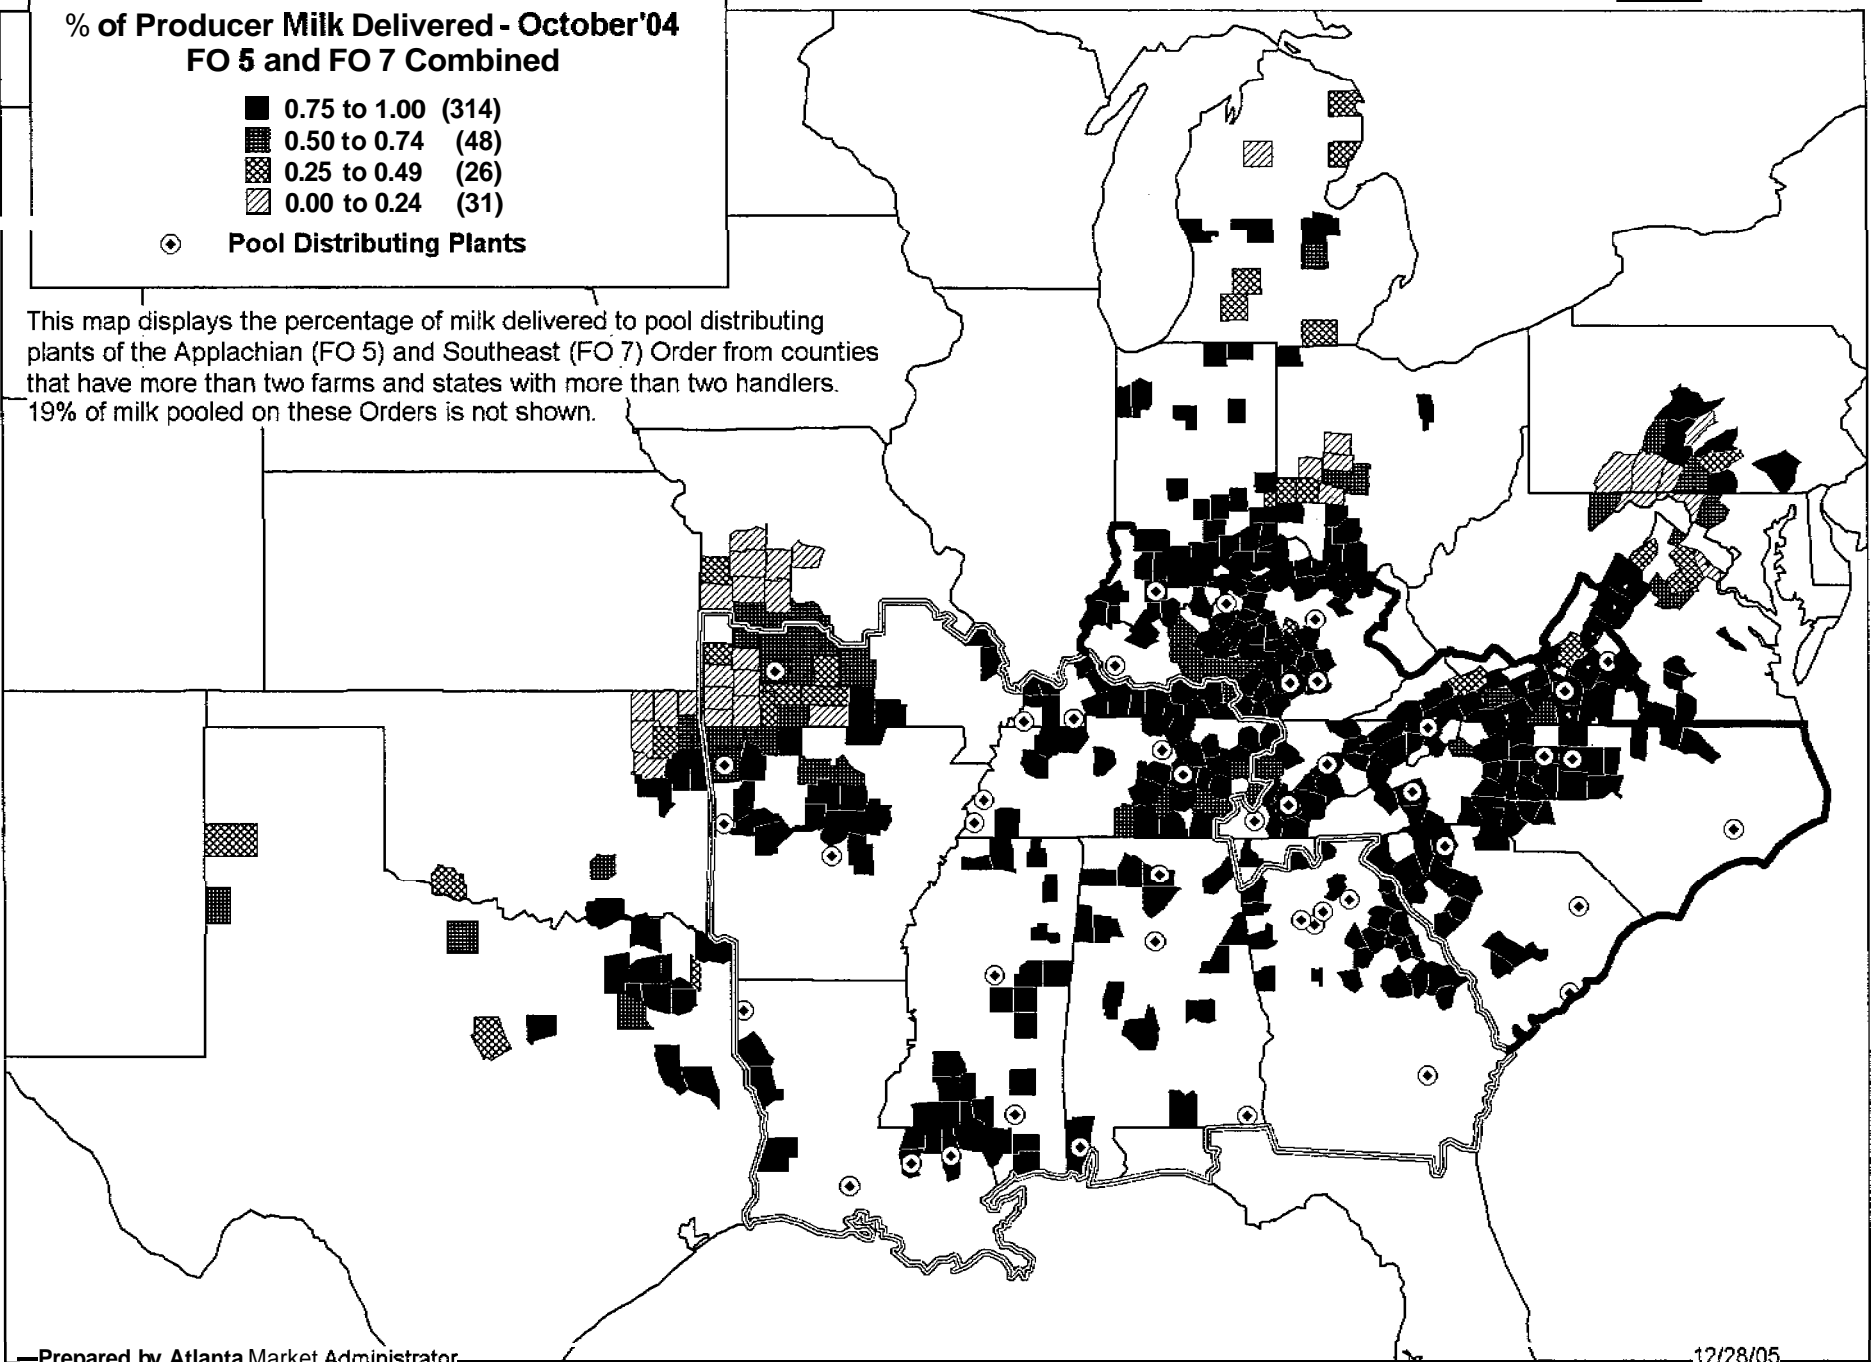 % of Producer Milk Delivered - October'04
FO 5 and FO 7 Combined
0.75 to 1.00 (314)
0.50 to 0.74 (48)
0.25 to 0.49 (26)
0.00 to 0.24 (31)
Pool Distributing Plants
This map displays the percentage of milk delivered to pool distributing
plants of the Applachian (FO 5) and Southeast (FO 7) Order from counties
that have more than two farms and states with more than two handlers.
19% of milk pooled on these Orders is not shown.
Prepared by Atlanta Market Administrator
12/28/05